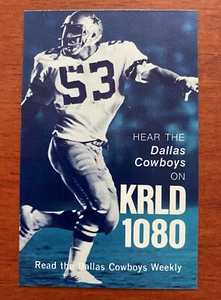 53
HEAR THE
Dallas
Cowboys
ON
KRLD
1080
Read the Dallas Cowboys Weekly